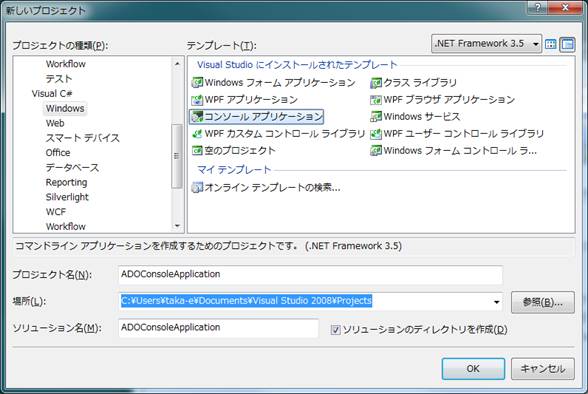 新しいプロジェクト
プロジェクトの種類(P):
テンプレート(T):
.NET Framework 3.5
Workflow
テスト
Visual C#
Windows
Web
スマート デバイス
Office
データベース
Reporting
Silverlight
WCF
Workflow
Visual Studio にインストールされたテンプレート
Windows フォーム アプリケーション
クラス ライブラリ
WPF アプリケーション
WPF ブラウザ アプリケーション
コンソール アプリケーション
Windows サービス
WPF カスタム コントロール ライブラリ
WPF ユーザー コントロール ライブラリ
空のプロジェクト
Windows フォーム コントロール ラ...
マイ テンプレート
オンライン テンプレートの検索...
コマンドライン アプリケーションを作成するためのプロジェクトです。(.NET Framework 3.5)
プロジェクト名(N):
ADOConsoleApplication
場所(L):
C:¥Users¥taka-e¥Documents¥Visual Studio 2008¥Projects
参照(B)...
ソリューション名(M):
ADOConsoleApplication
ソリューションのディレクトリを作成(D)
OK
キャンセル